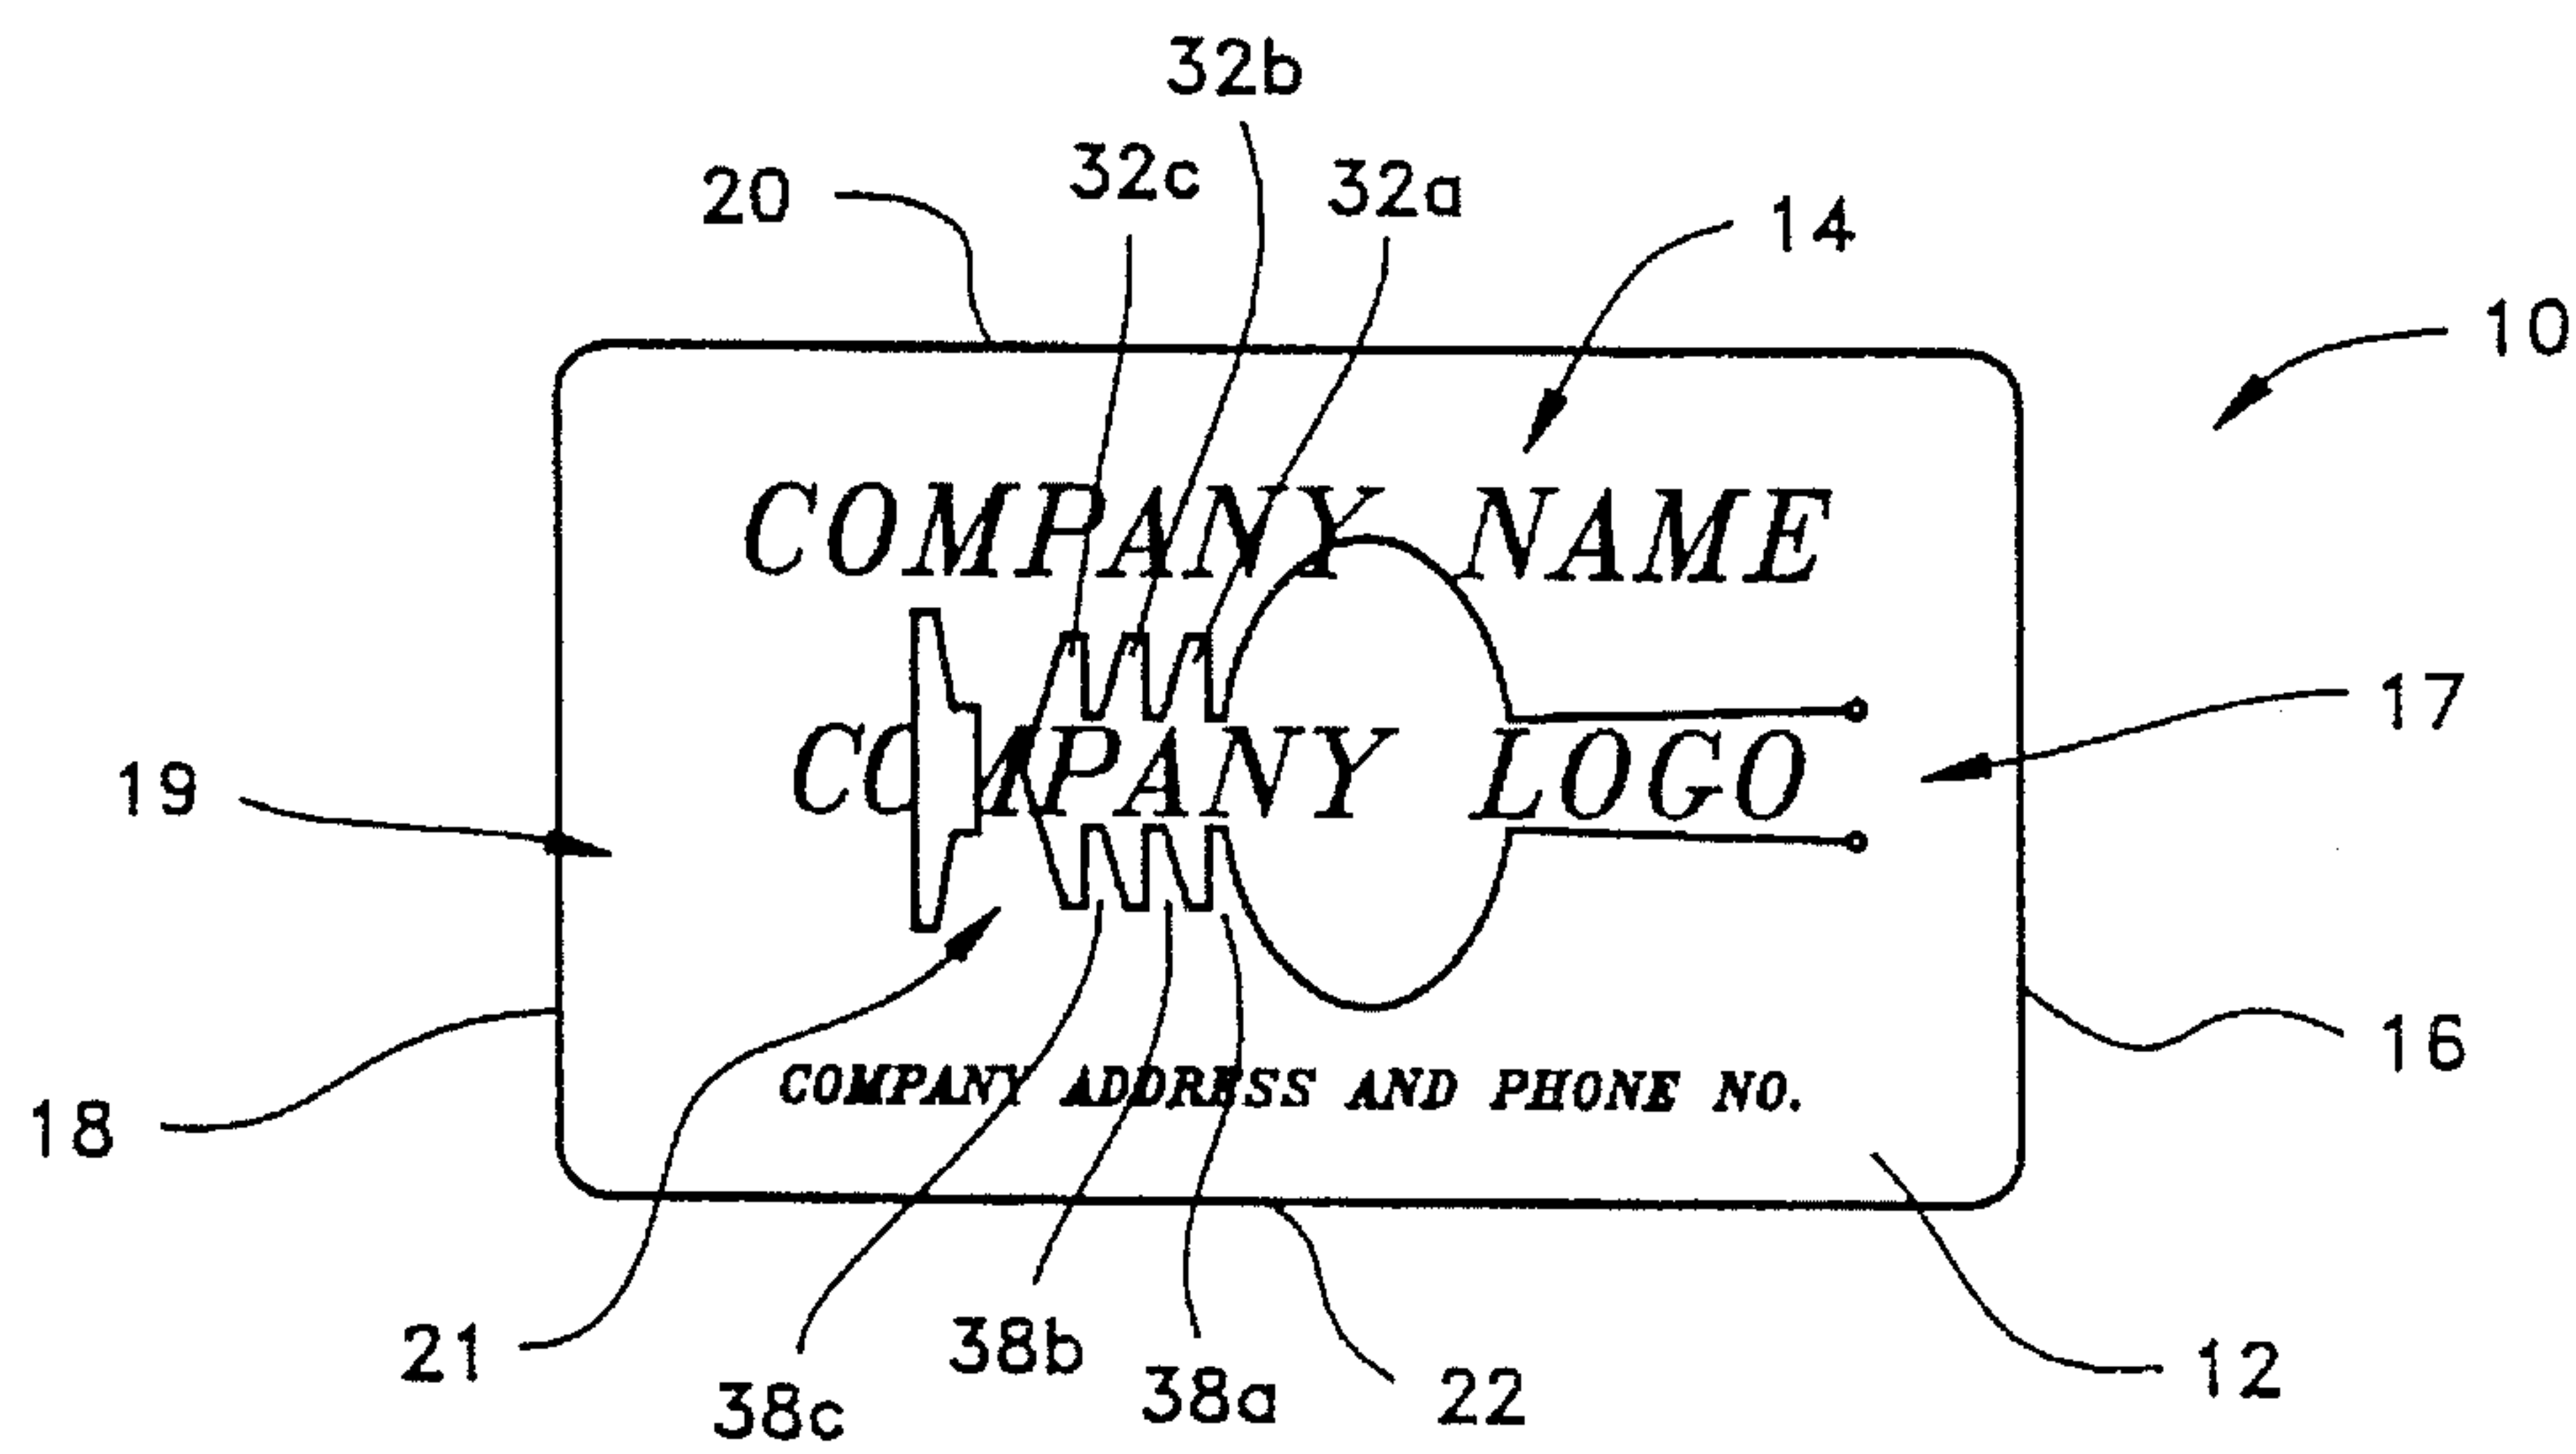 32b
32c
32a
20
14
10
COMPANY NAME
17
COMPANY LOGO
19
16
COMPANY ADDRESS AND PHONE NO.
18
21
38b
12
38c
38a
22